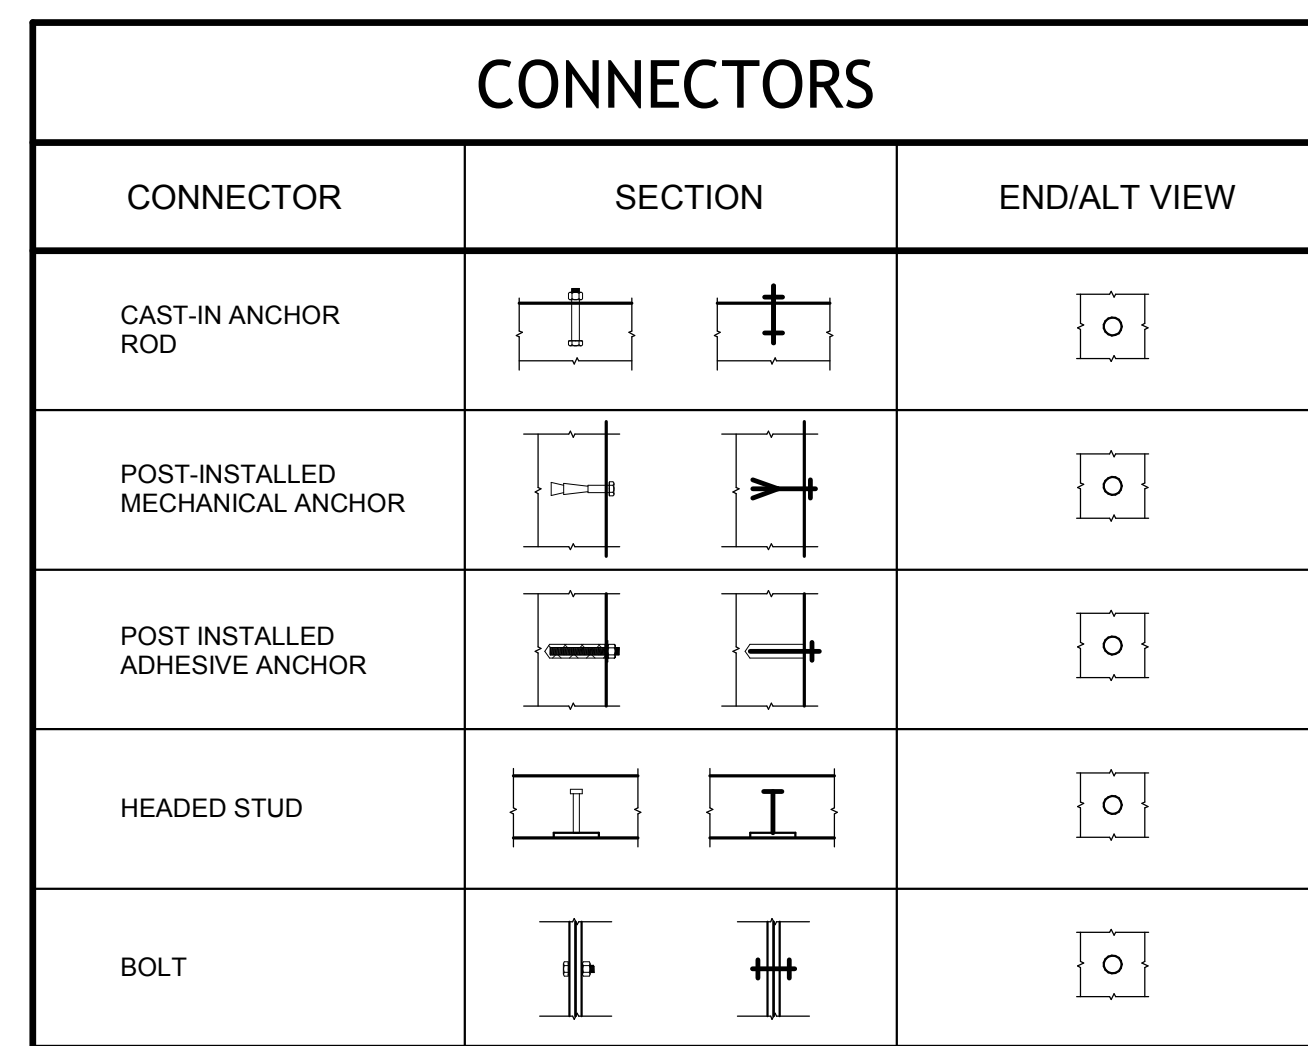 CONNECTORS
CONNECTOR
SECTION
END/ALT VIEW
CAST-IN ANCHOR
ROD
POST-INSTALLED
MECHANICAL ANCHOR
POST INSTALLED
ADHESIVE ANCHOR
HEADED STUD
BOLT